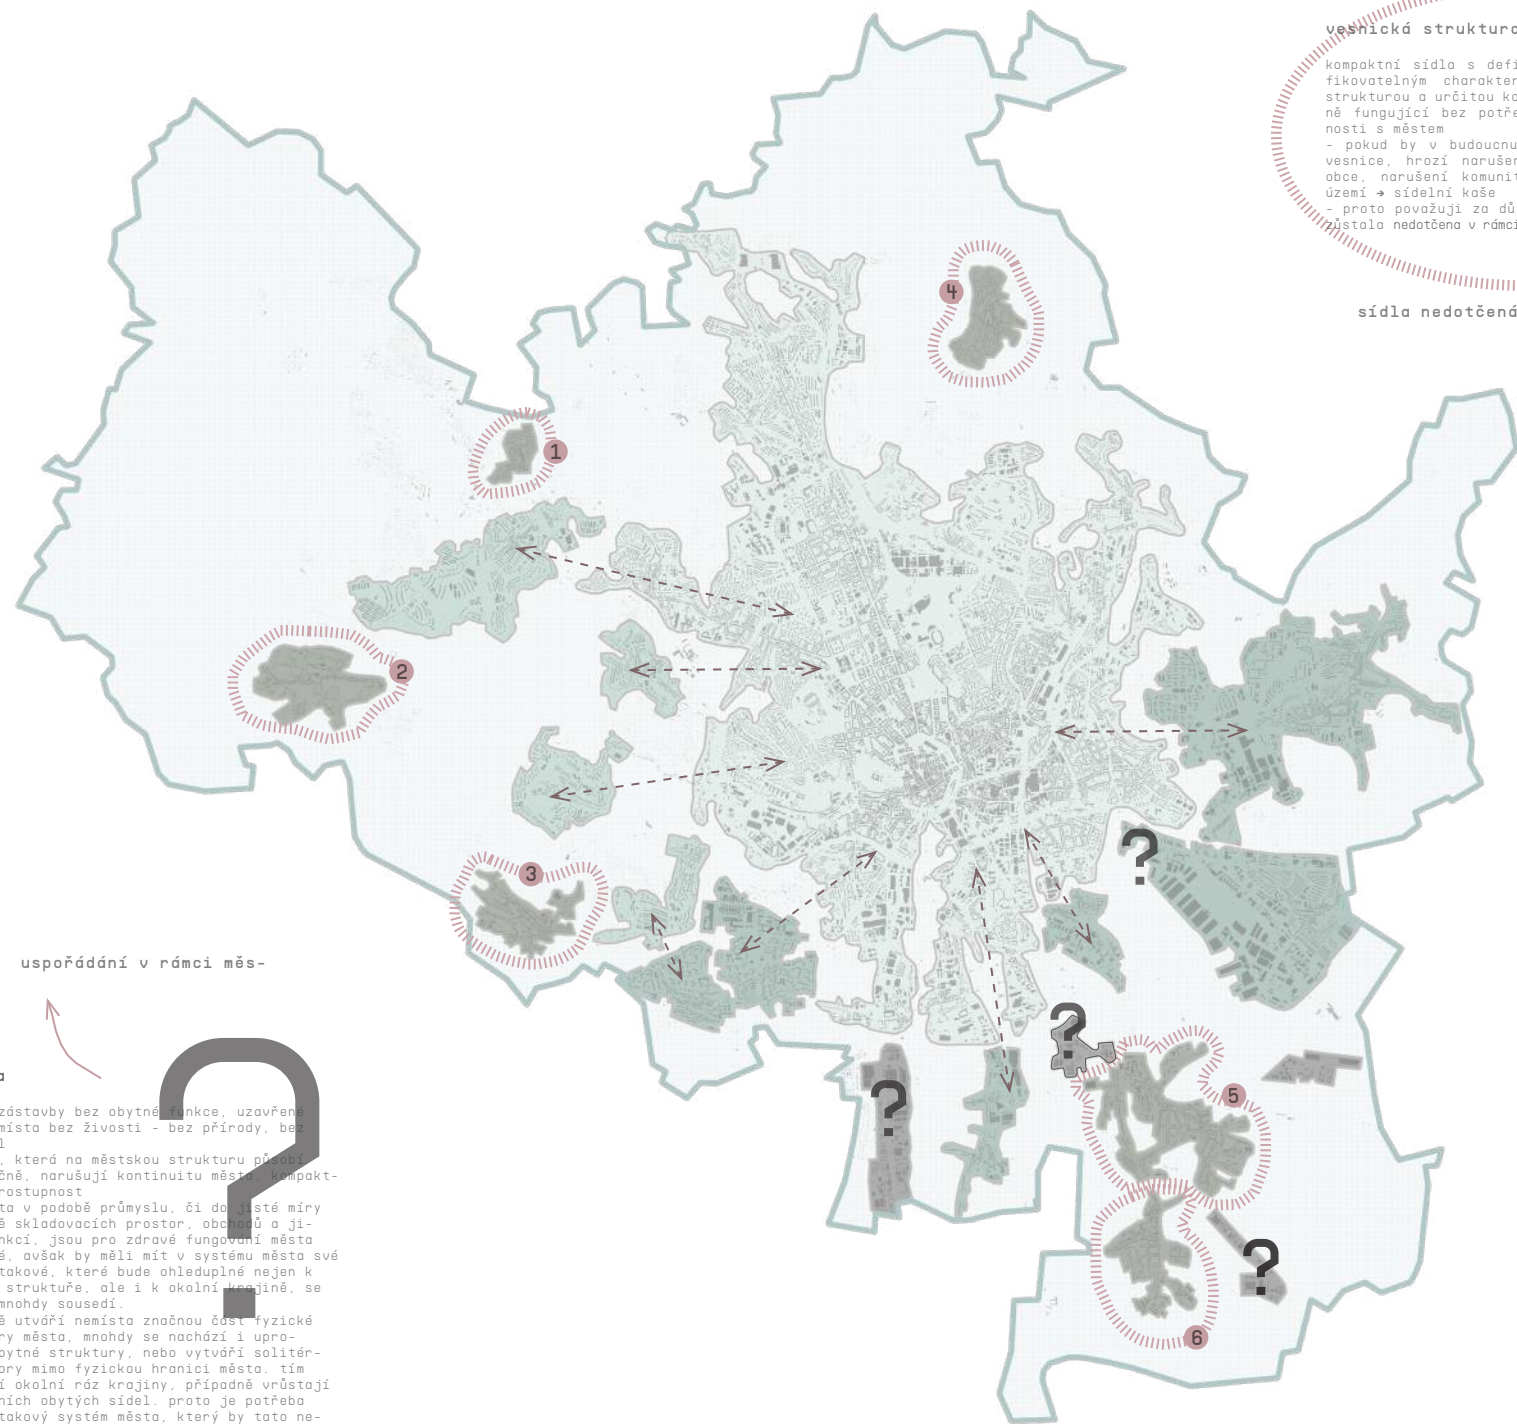 vesnická struktura
kompaktní sídla s defi
fikovatelným charakter
strukturou a určitou ko
ně fungující bez potře
nosti s městem
- pokud by v budoucnu
vesnice, hrozí narušen
obce, narušení komunit
území → sídelní kaše
- proto považuji za dů
zůstala nedotčena v rámci
sídla nedotčená
4
1
2
3
?
?
?
5
?
6
uspořádání v rámci měs-
?
a
zástavby bez obytné funkce, uzavřené
místa bez živosti - bez přírody, bez
l
, která na městskou strukturu působí
čně, narušují kontinuitu města, kompakt-
rostupnost
ta v podobě průmyslu, či do jisté míry
ě skladovacích prostor, obchodů a ji-
nkcí, jsou pro zdravé fungování města
é, avšak by měli mít v systému města své
takové, které bude ohleduplné nejen k
struktuře, ale i k okolní krajině, se
mnohdy sousedí.
ě utváří nemísta značnou část fyzické
ry města, mnohdy se nachází i upro-
bytné struktury, nebo vytváří solitér-
ory mimo fyzickou hranici města. tím
í okolní ráz krajiny, případně vrůstají
ních obytých sídel. proto je potřeba
takový systém města, který by tato ne-